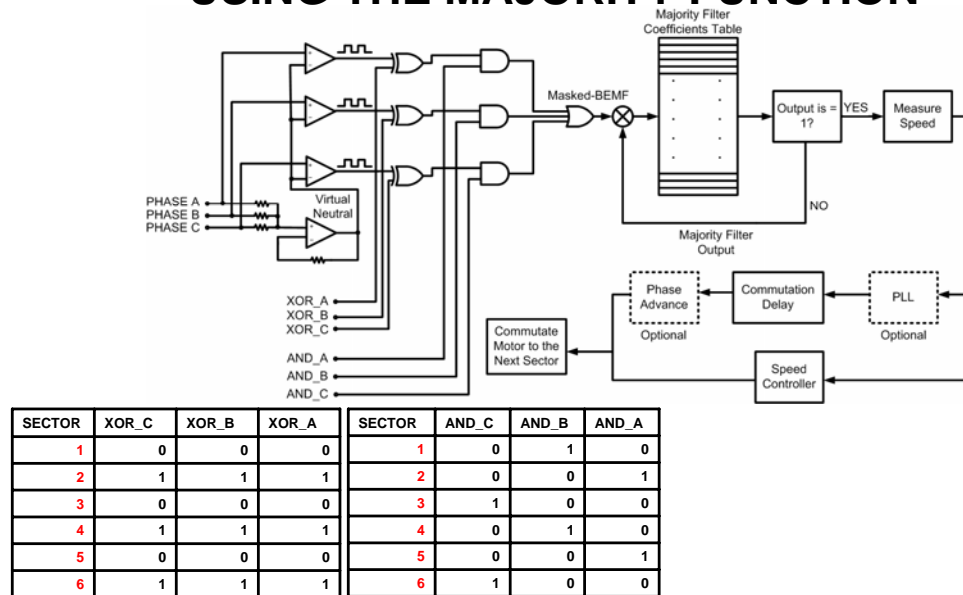 USING THE MAJORITY FUNCTION
Majority Filter
Coefficients Table
Masked-BEMF
Output is =
1?
YES
Measure
Speed
NO
Majority Filter
Output
PHASE A
PHASE B
PHASE C
Virtual
Neutral
XOR_A
XOR_B
XOR_C
AND_A
AND_B
AND_C
Commutate
Motor to the
Next Sector
Phase
Advance
Optional
Commutation
Delay
PLL
Optional
Speed
Controller
SECTOR XOR_C XOR_B XOR_A
1 0 0 0
2 1 1 1
3 0 0 0
4 1 1 1
5 0 0 0
6 1 1 1
SECTOR AND_C AND_B AND_A
1 0 1 0
2 0 0 1
3 1 0 0
4 0 1 0
5 0 0 1
6 1 0 0